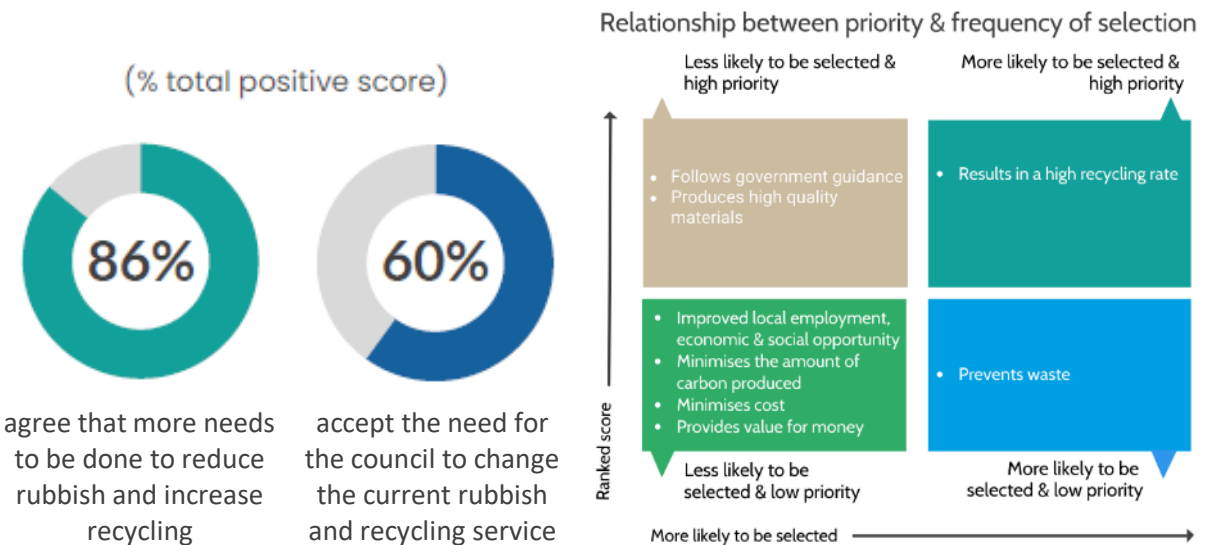 (% total positive score)
86%
60%
agree that more needs
to be done to reduce
rubbish and increase
recycling
accept the need for
the council to change
the current rubbish
and recycling service
Relationship between priority & frequency of selection
Less likely to be selected &
high priority
More likely to be selected &
high priority
• Follows government guidance
• Produces high quality
materials
• Results in a high recycling rate
• Improved local employment,
economic & social opportunity
• Minimises the amount of
carbon produced
• Minimises cost
• Provides value for money
• Prevents waste
Ranked score
Less likely to be
selected & low priority
More likely to be
selected & low priority
More likely to be selected